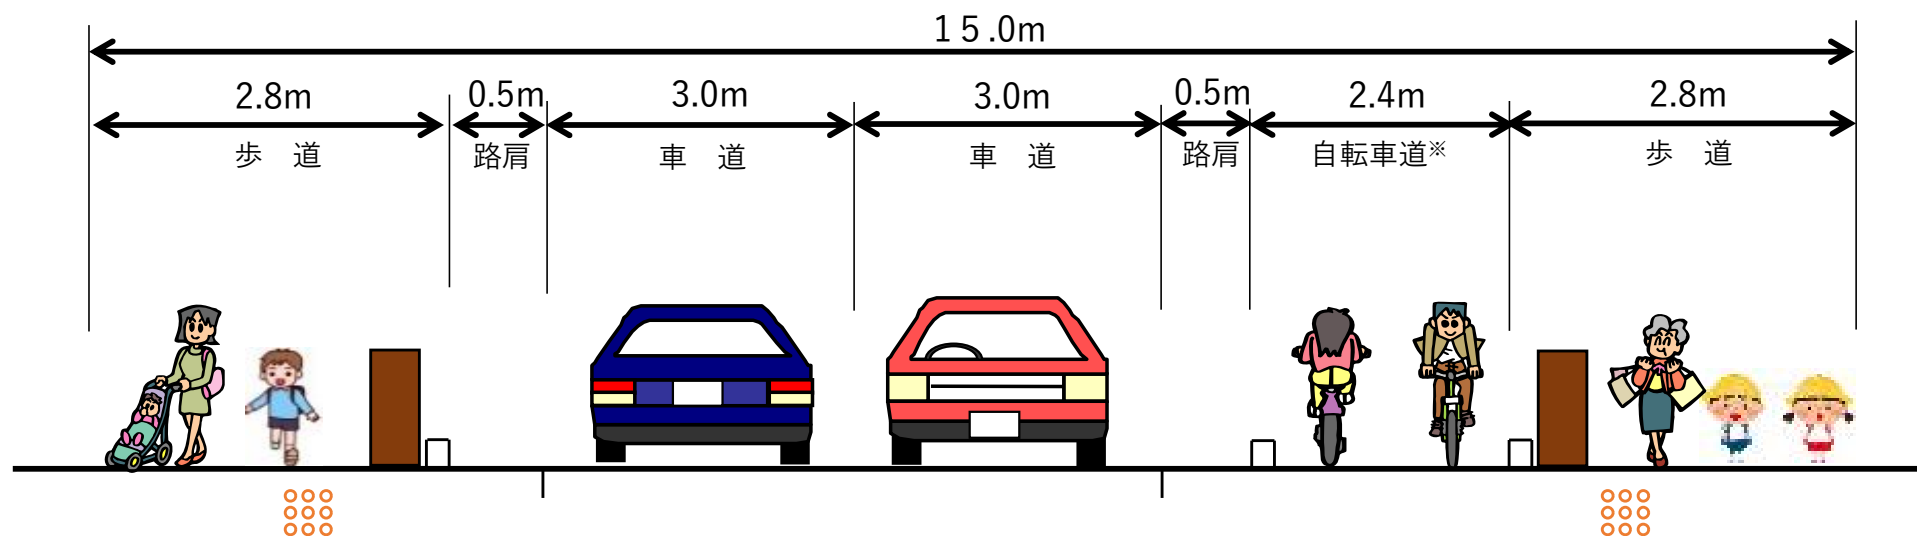 １５.0m
2.8m 0.5m 3.0m 3.0m 0.5m 2.4m 2.8m
歩　道 路肩 車　道 車　道 路肩 自転車道※ 歩　道